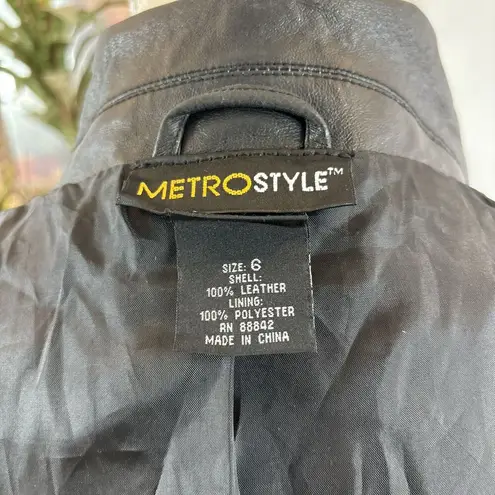 METROSTYLE™
SIZE: 6
SHELL:
100% LEATHER
LINING:
100% POLYESTER
RN 88842
MADE IN CHINA